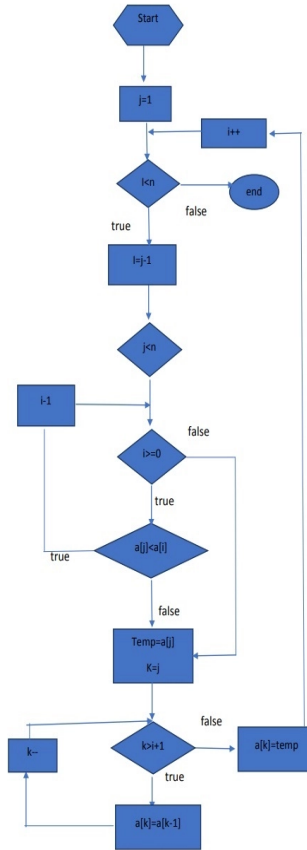 Start
j=1
i++
I<n
end
false
true
I=j-1
j<n
i-1
false
i>=0
true
a[j]<a[i]
true
false
Temp=a[j]
K=j
false
k>i+1
k--
a[k]=temp
true
a[k]=a[k-1]